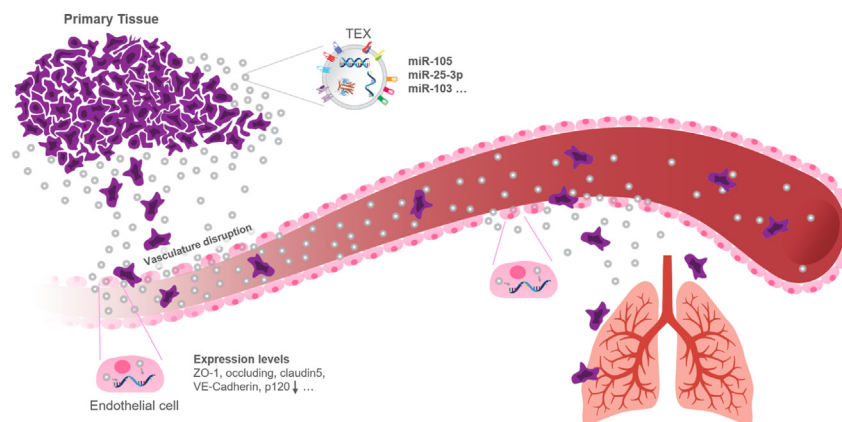 Primary Tissue
TEX
miR-105
miR-25-3p
miR-103 ...
Vasculature disruption
Expression levels
ZO-1, occluding, claudin5,
VE-Cadherin, p120↓ ...
Endothelial cell